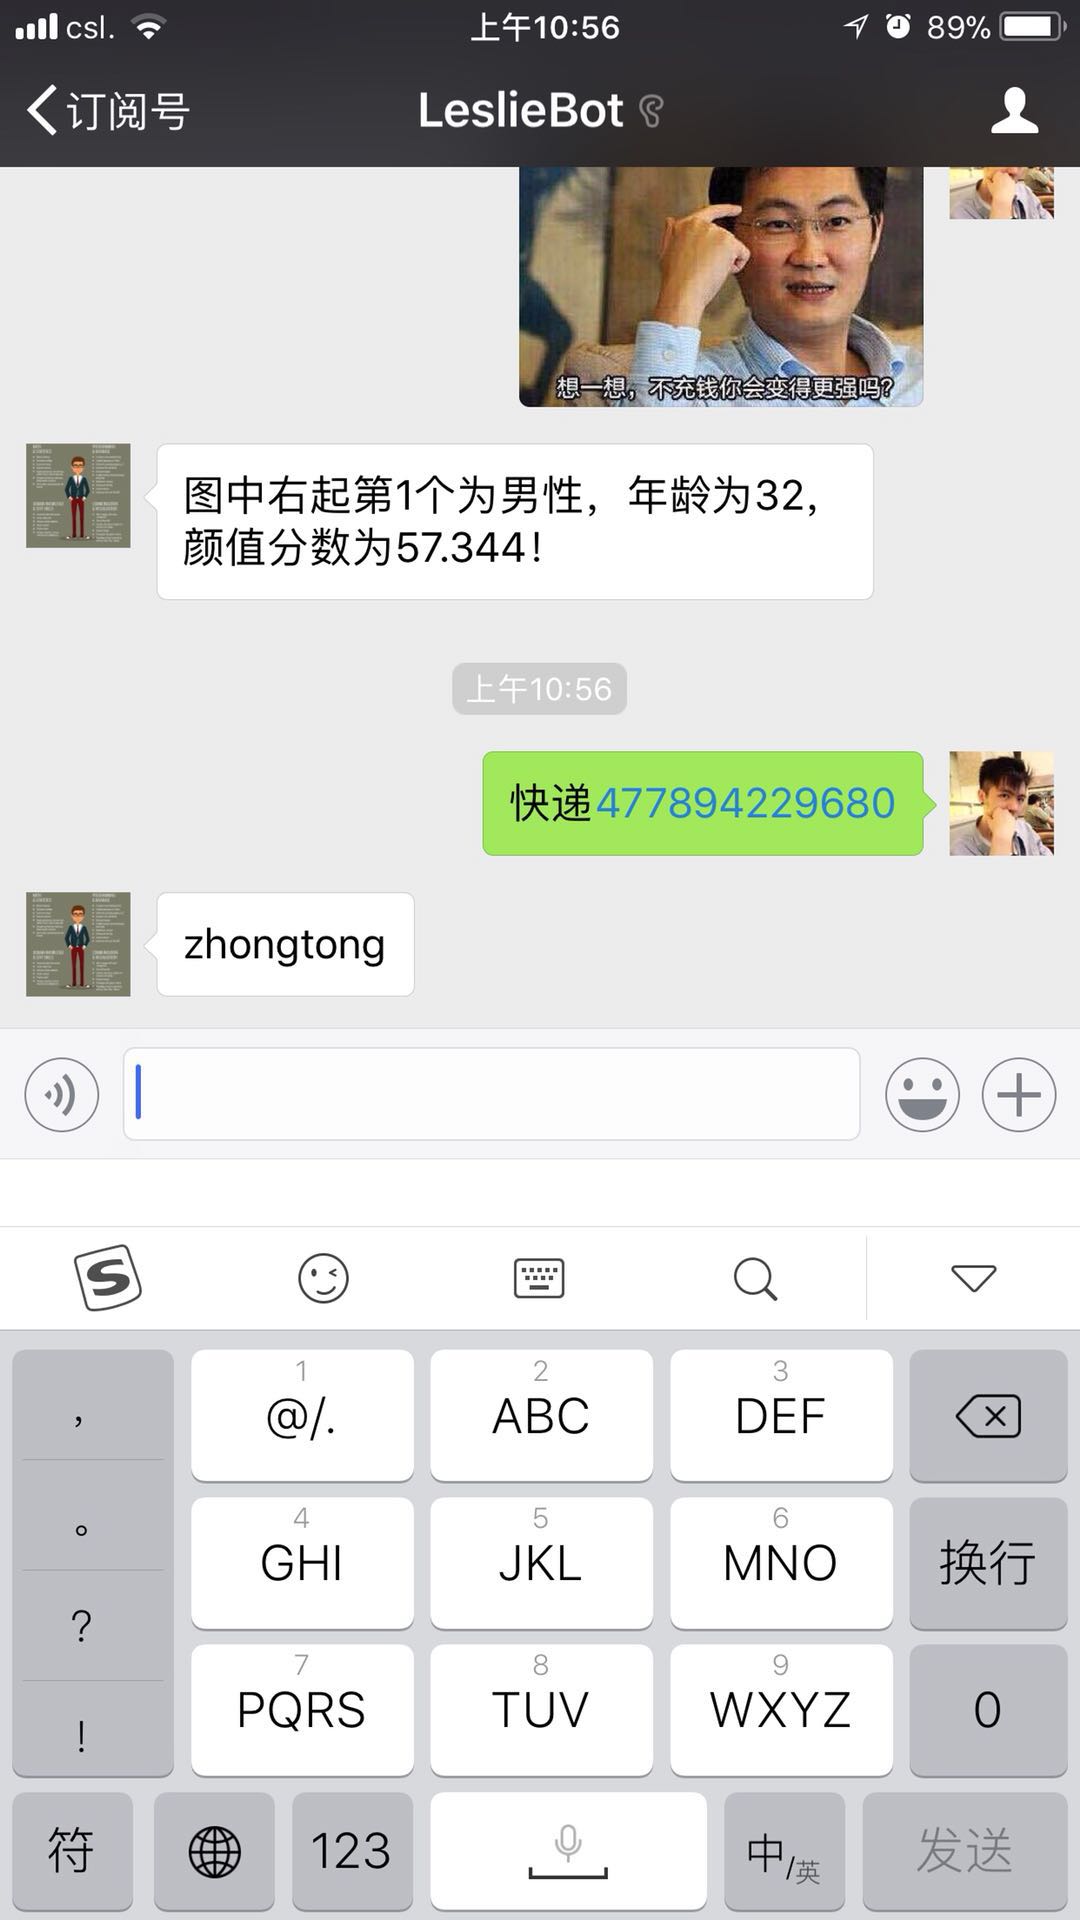 csl.
上午10:56
89%
订阅号
LeslieBot
想一想，不充钱你会变得更强吗？
图中右起第1个为男性，年龄为32，
颜值分数为57.344！
上午10:56
快递477894229680
zhongtong
S
，
1
@/.
2
ABC
3
DEF
。
4
GHI
5
JKL
6
MNO
换行
？
7
PQRS
8
TUV
9
WXYZ
0
！
符
123
中/英
发送